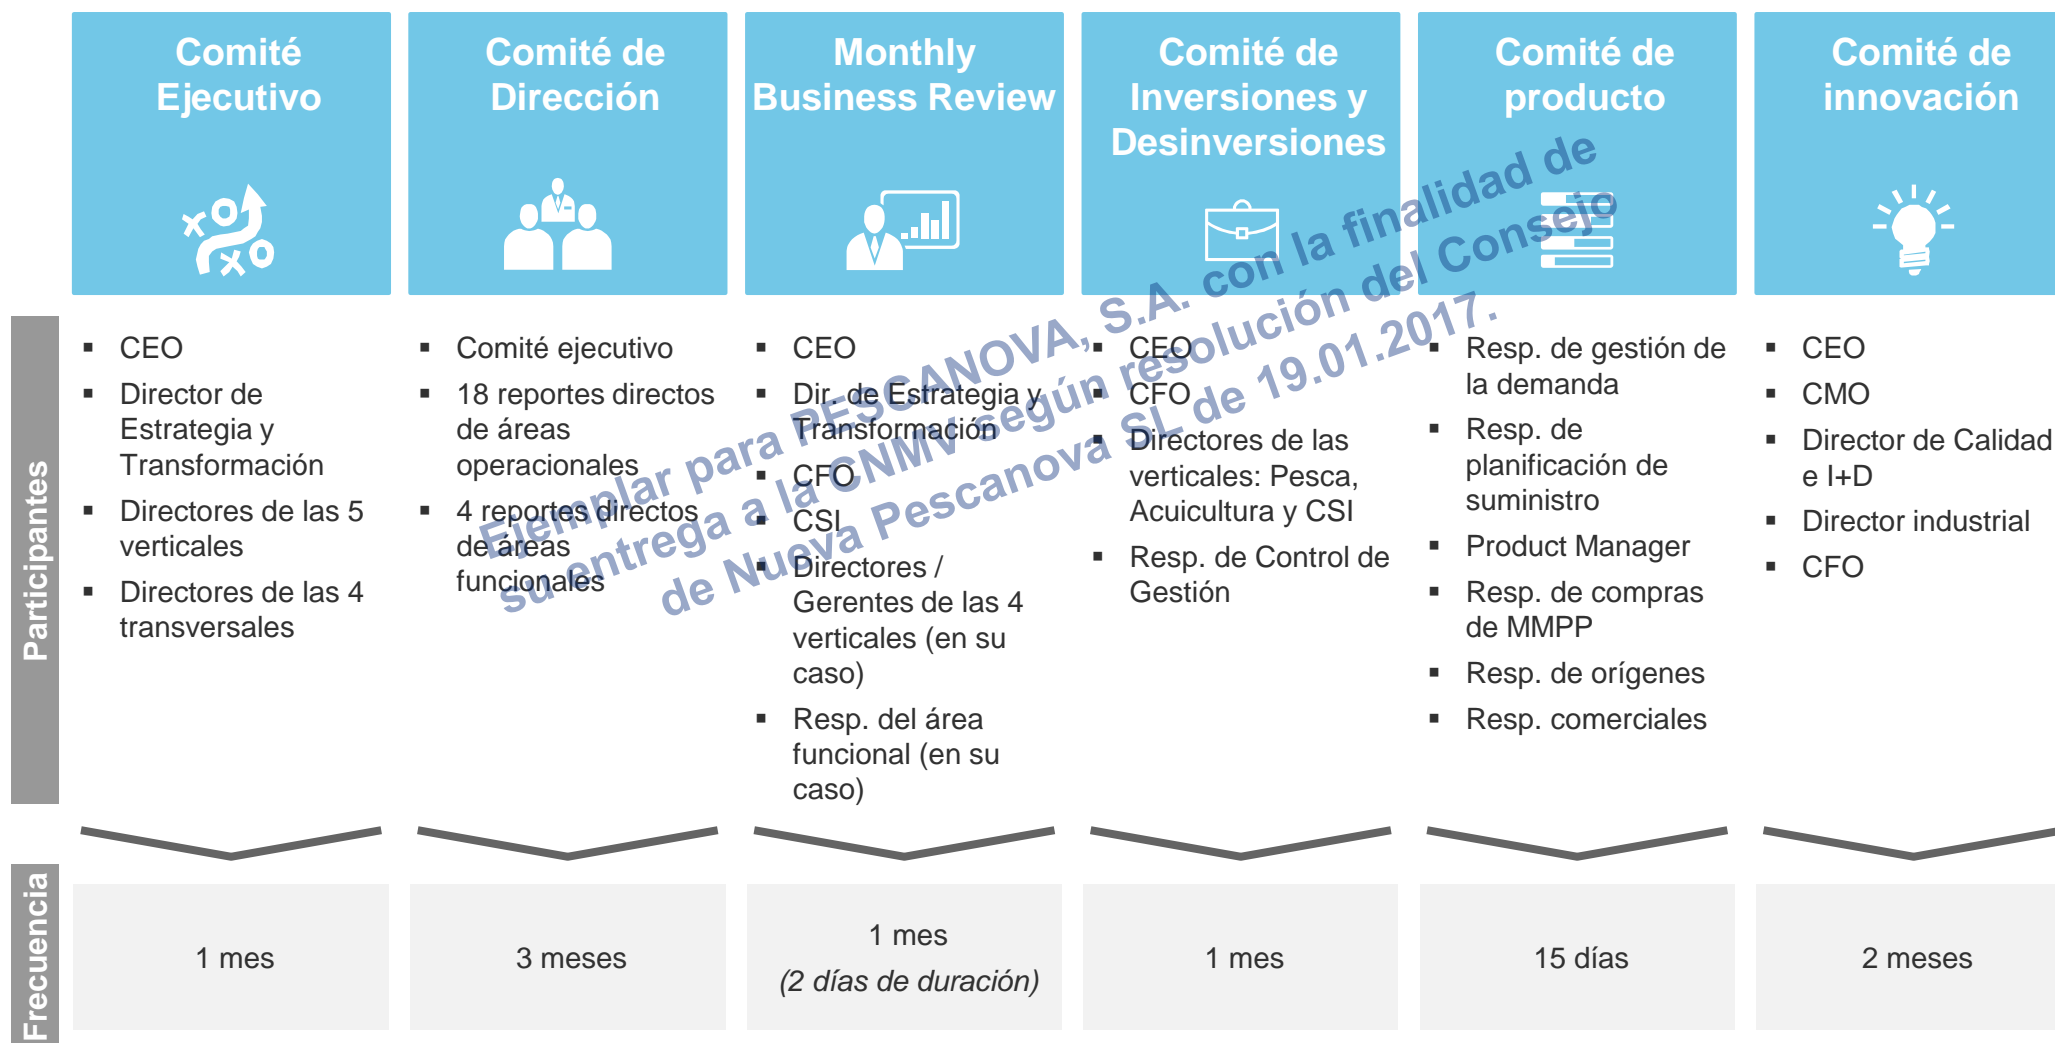 Comité
Ejecutivo
Comité de
Dirección
Monthly
Business Review
Comité de
Inversiones y
Desinversiones
Comité de
producto
Comité de
innovación
Participantes
▪ CEO
▪ Director de
Estrategia y
Transformación
▪ Directores de las 5
verticales
▪ Directores de las 4
transversales
▪ Comité ejecutivo
▪ 18 reportes directos
de áreas
operacionales
▪ 4 reportes directos
de áreas
funcionales
▪ CEO
▪ Dir. de Estrategia y
Transformación
▪ CFO
▪ CSI
▪ Directores /
Gerentes de las 4
verticales (en su
caso)
▪ Resp. del área
funcional (en su
caso)
▪ CEO
▪ CFO
▪ Directores de las
verticales: Pesca,
Acuicultura y CSI
▪ Resp. de Control de
Gestión
▪ Resp. de gestión de
la demanda
▪ Resp. de
planificación de
suministro
▪ Product Manager
▪ Resp. de compras
de MMPP
▪ Resp. de orígenes
▪ Resp. comerciales
▪ CEO
▪ CMO
▪ Director de Calidad
e I+D
▪ Director industrial
▪ CFO
Ejemplar para PESCANOVA, S.A. con la finalidad de
su entrega a la CNMV según resolución del Consejo
de Nueva Pescanova SL de 19.01.2017.
Frecuencia
1 mes
3 meses
1 mes
(2 días de duración)
1 mes
15 días
2 meses